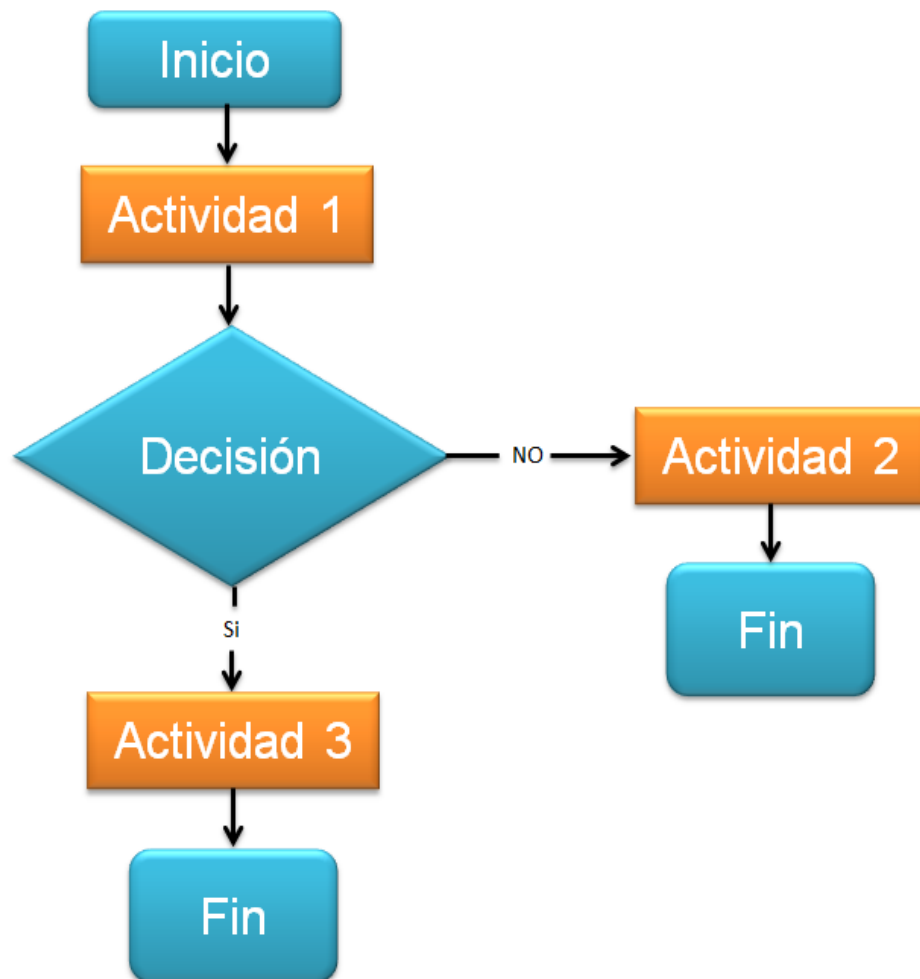 Inicio
Actividad 1
Decisión
NO
Actividad 2
Fin
Si
Actividad 3
Fin